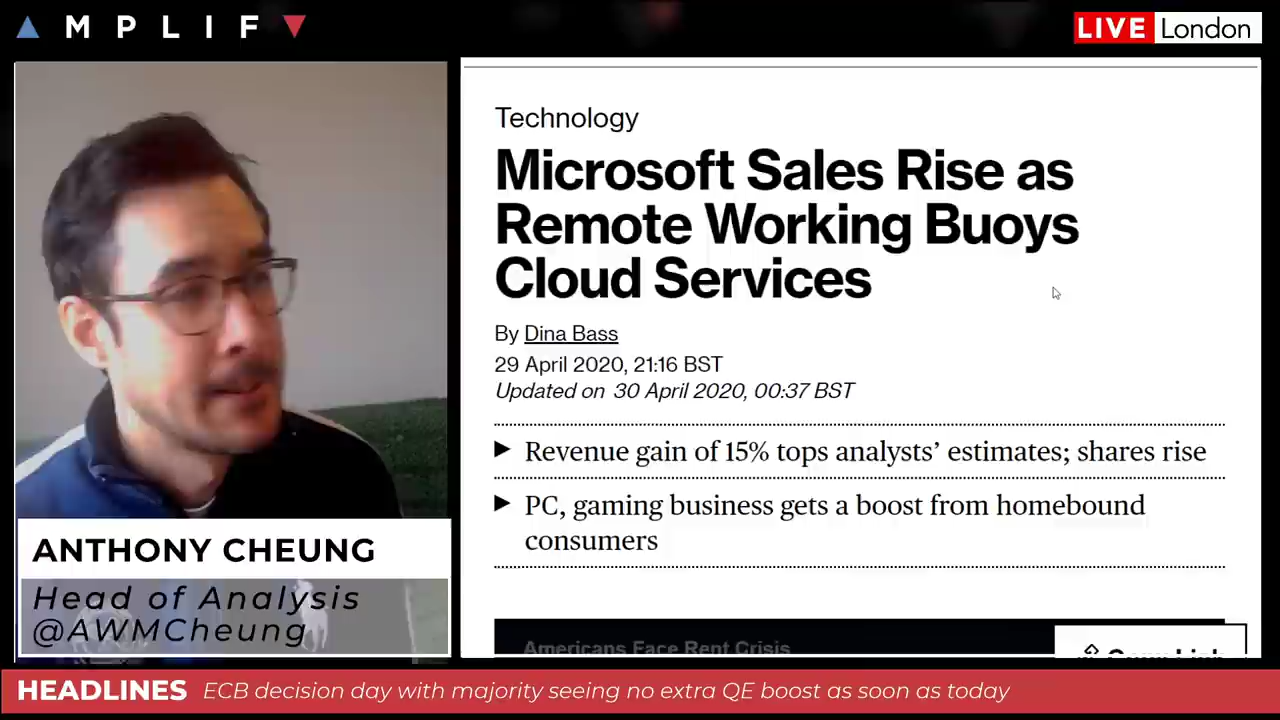 AMPLIFY
LIVE London
Technology
Microsoft Sales Rise as
Remote Working Buoys
Cloud Services
By Dina Bass
29 April 2020, 21:16 BST
Updated on 30 April 2020, 00:37 BST
Revenue gain of 15% tops analysts’ estimates; shares rise
PC, gaming business gets a boost from homebound
consumers
Americans Face Rent Crisis
Copy Link
ANTHONY CHEUNG
Head of Analysis
@AWMCheung
HEADLINES ECB decision day with majority seeing no extra QE boost as soon as today